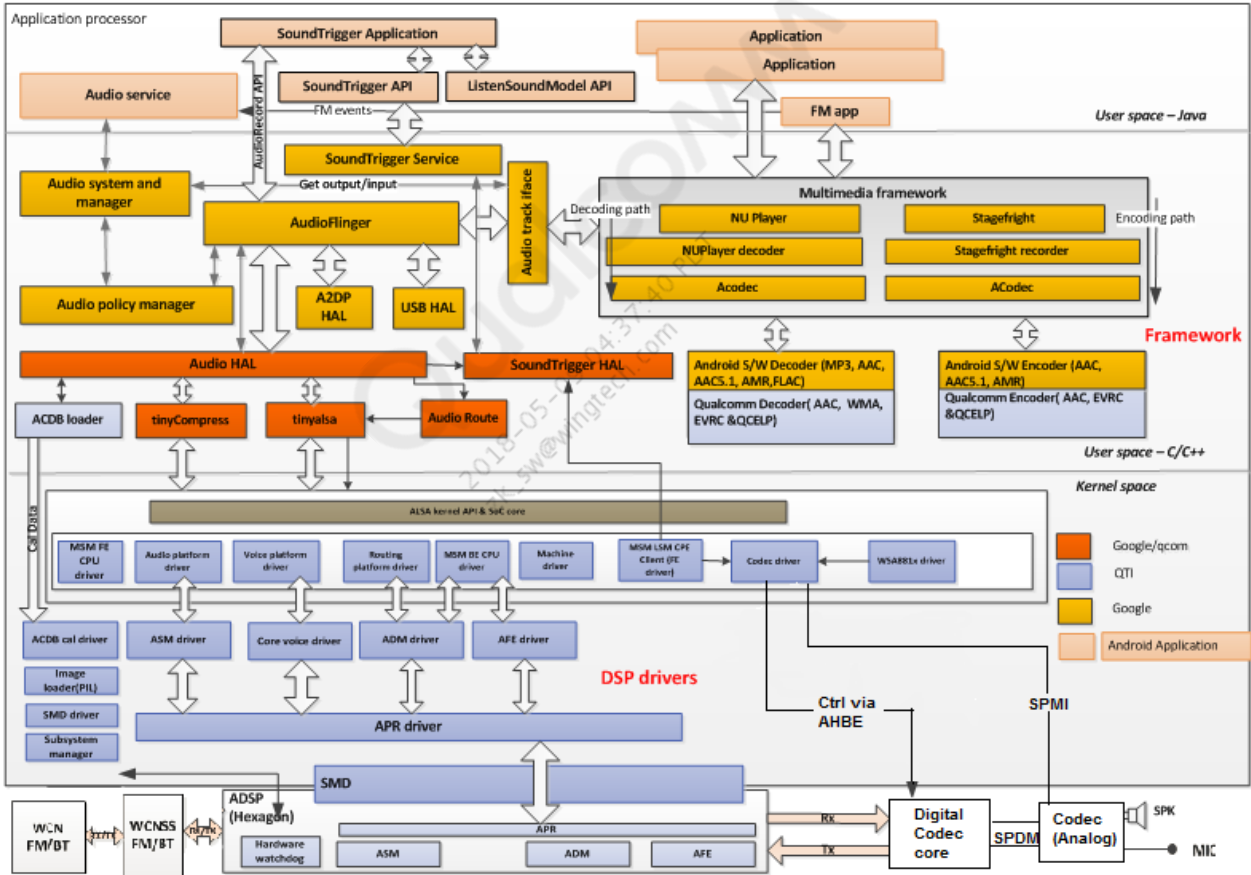 Application processor
SoundTrigger Application
Application
Application
SoundTrigger API
ListenSoundModel API
Audio service
FM events
FM app
AudioRecord API
User space – Java
SoundTrigger Service
Audio system and
manager
Get output/input
AudioFlinger
Audio track iface
Decoding path
Multimedia framework
NU Player
Stagefright
Encoding path
NUPlayer decoder
Stagefright recorder
Acodec
ACodec
Audio policy manager
A2DP
HAL
USB HAL
Framework
Audio HAL
SoundTrigger HAL
Android S/W Decoder (MP3, AAC,
AAC5.1, AMR,FLAC)
Qualcomm Decoder( AAC, WMA,
EVRC &QCELP)
Android S/W Encoder (AAC,
AAC5.1, AMR)
Qualcomm Encoder( AAC, EVRC
&QCELP)
ACDB loader
tinyCompress
tinyalsa
Audio Route
User space – C/C++
Kernel space
Cal Data
ALSA kernel API & SoC core
MSM FE
CPU
driver
Audio platform
driver
Voice platform
driver
Routing
platform driver
MSM BE CPU
driver
Machine
driver
MSM LSM CPE
Client (FE
driver)
Codec driver
WSA881x driver
Google/qcom
QTI
Google
Android Application
ACDB cal driver
ASM driver
Core voice driver
ADM driver
AFE driver
Image
loader(PIL)
DSP drivers
SMD driver
APR driver
Subsystem
manager
Ctrl via
AHBE
SPMI
SMD
ADSP
(Hexagon)
APR
Hardware
watchdog
ASM
ADM
AFE
WCN
FM/BT
WCNSS
FM/BT
Rx
Tx
Digital
Codec
core
SPDM
Codec
(Analog)
SPK
MIC